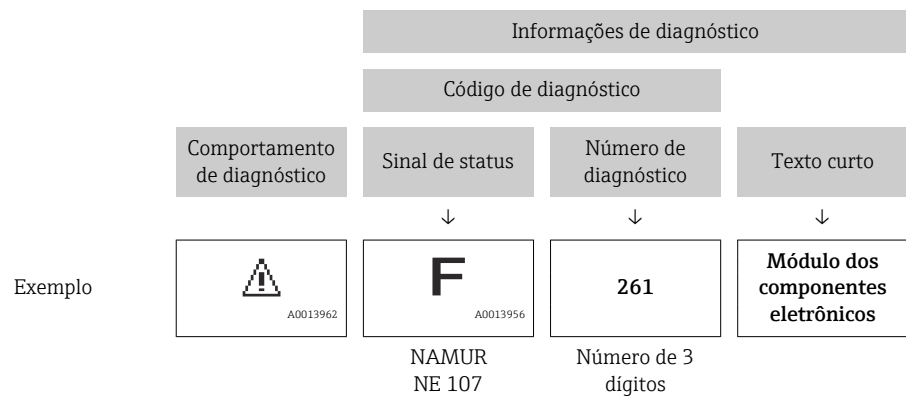 Informações de diagnóstico
Código de diagnóstico
Comportamento
de diagnóstico
Sinal de status
Número de
diagnóstico
Texto curto
↓
↓
↓
Exemplo
A0013962
F
A0013956
261
Módulo dos
componentes
eletrônicos
NAMUR
NE 107
Número de 3
dígitos